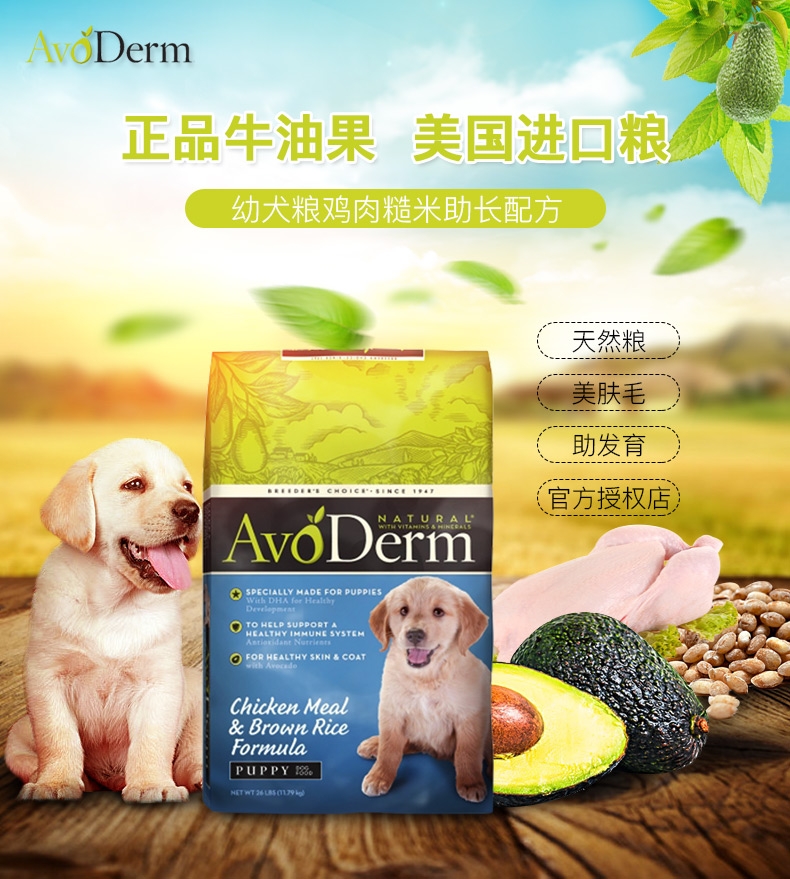 AvoDerm
正品牛油果 美国进口粮
幼犬粮鸡肉糙米助长配方
天然粮
美肤毛
助发育
官方授权店
BREEDER'S CHOICE · SINCE 1947
NATURAL®
WITH VITAMINS & MINERALS
AvoDerm
SPECIALLY MADE FOR PUPPIES
With DHA for Healthy
Development
TO HELP SUPPORT A
HEALTHY IMMUNE SYSTEM
Antioxidant Nutrients
FOR HEALTHY SKIN & COAT
with Avocado
Chicken Meal
& Brown Rice
Formula
PUPPY DOG FOOD
NET WT 26 LBS (11.79 kg)